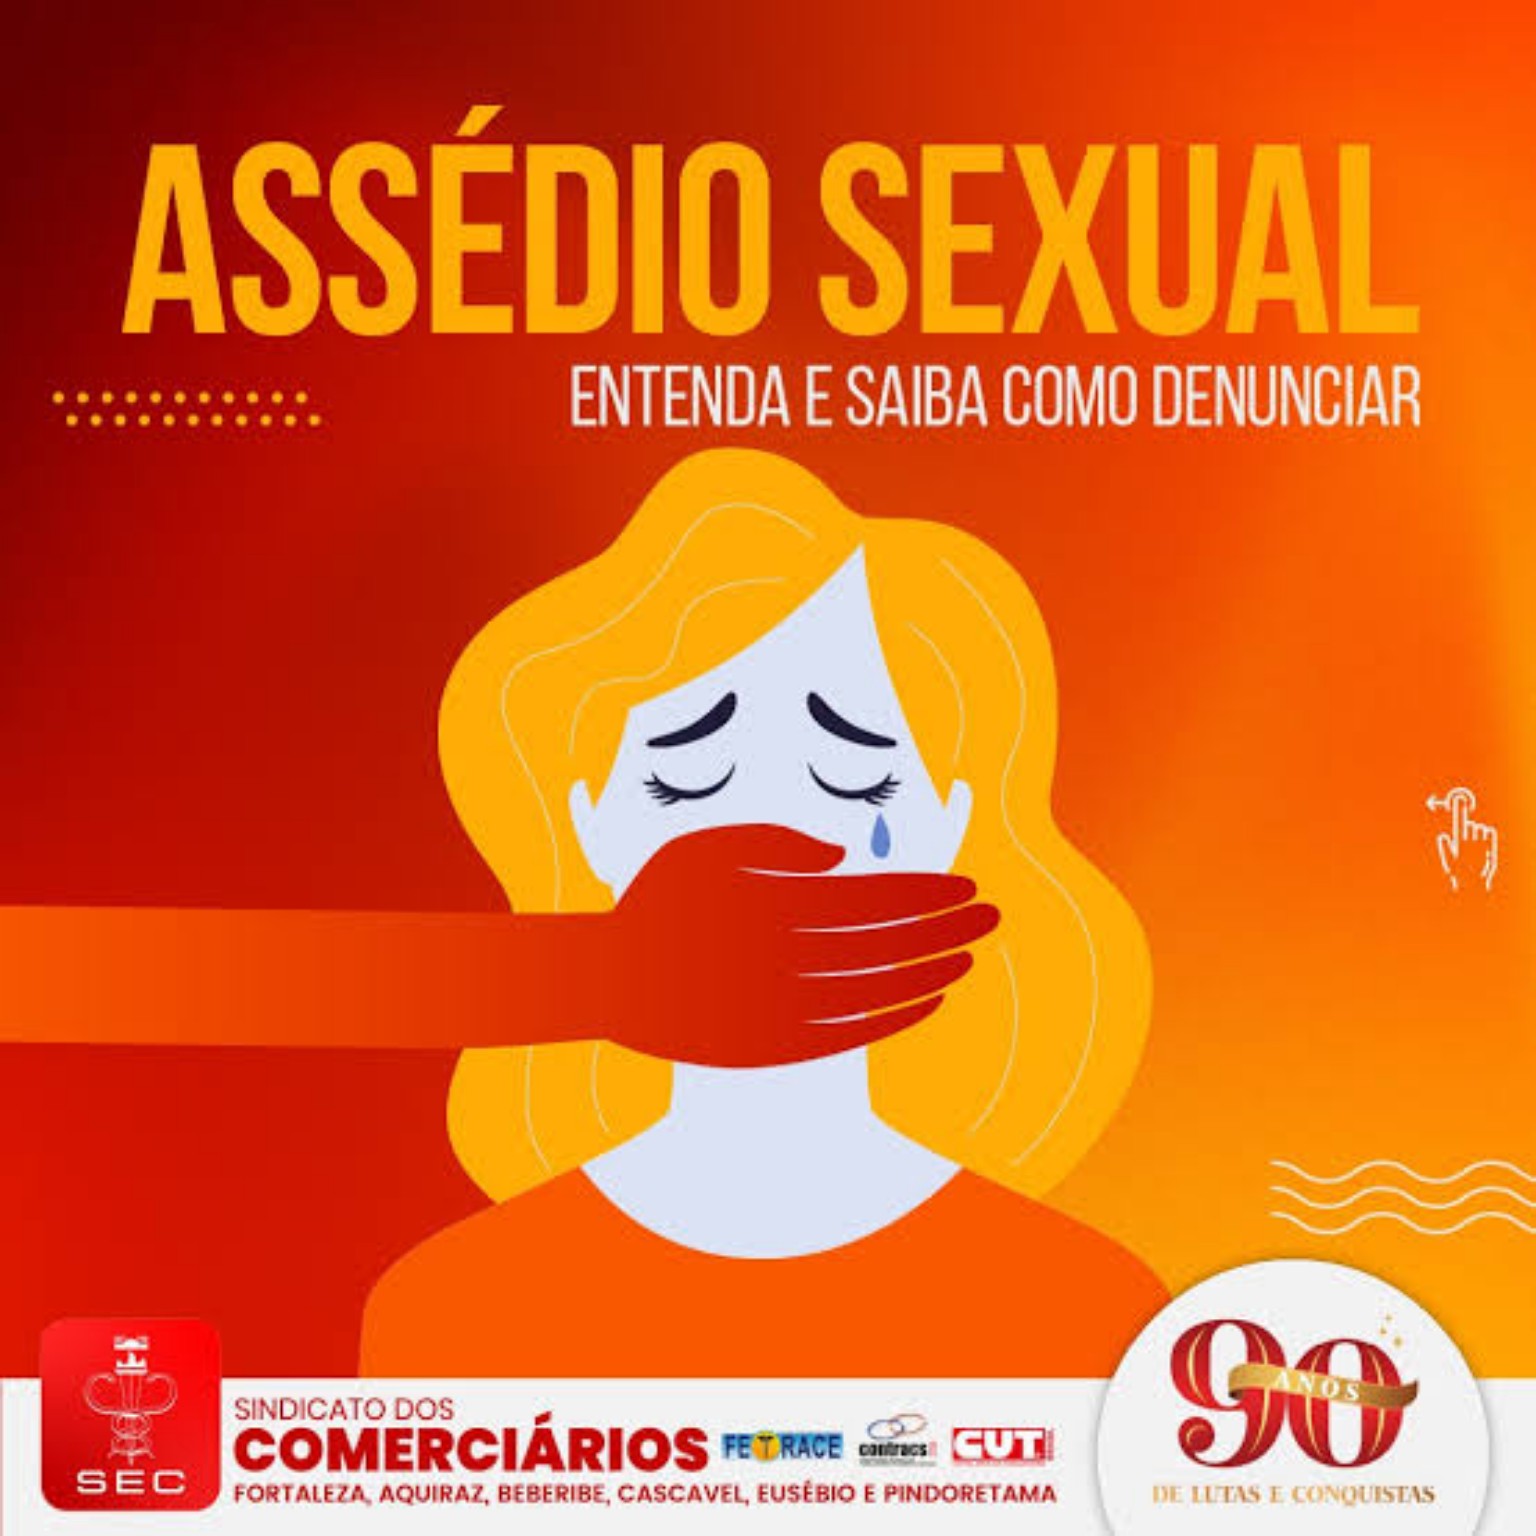 ASSÉDIO SEXUAL
ENTENDA E SAIBA COMO DENUNCIAR
SEC
SINDICATO DOS
COMERCIÁRIOS
FETRACE
contracs
CUT
FORTALEZA, AQUIRAZ, BEBERIBE, CASCAVEL, EUSÉBIO E PINDORETAMA
90
ANOS
DE LUTAS E CONQUISTAS